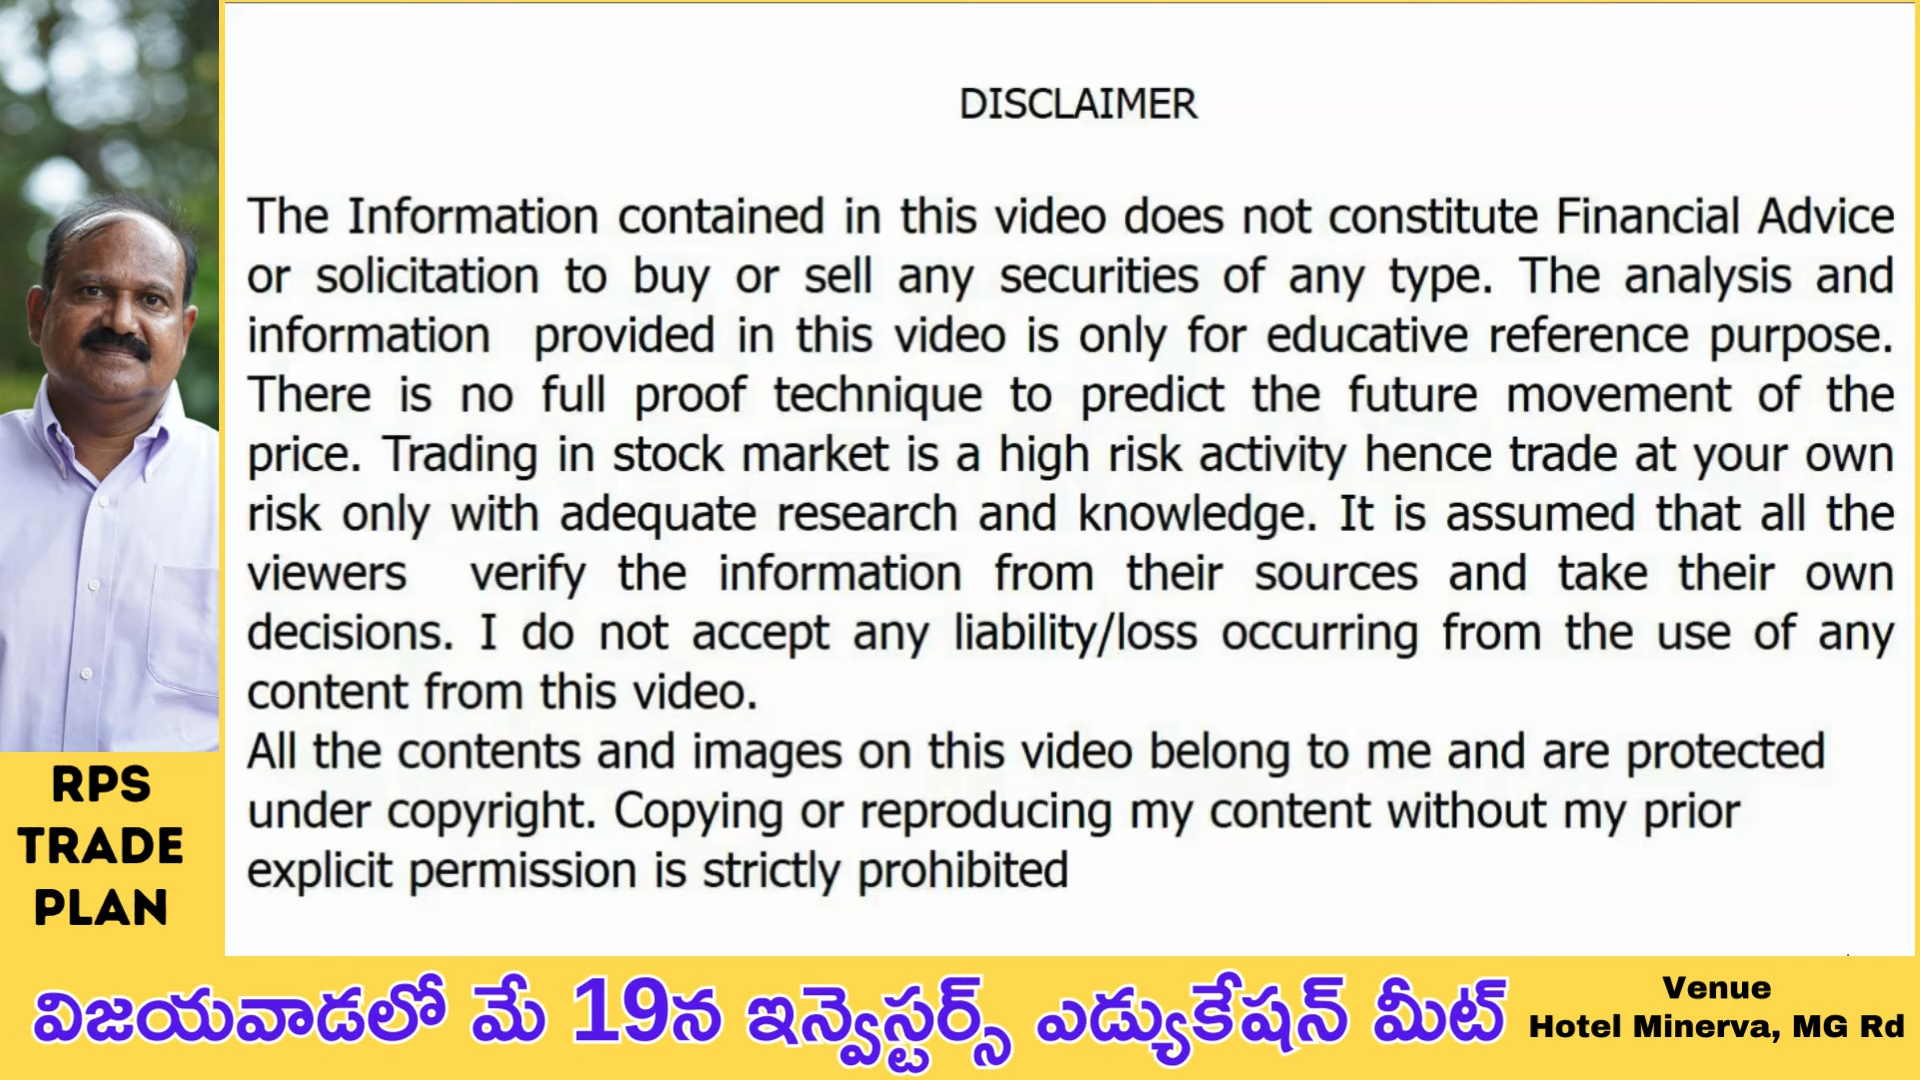 DISCLAIMER
The Information contained in this video does not constitute Financial Advice
or solicitation to buy or sell any securities of any type. The analysis and
information provided in this video is only for educative reference purpose.
There is no full proof technique to predict the future movement of the
price. Trading in stock market is a high risk activity hence trade at your own
risk only with adequate research and knowledge. It is assumed that all the
viewers verify the information from their sources and take their own
decisions. I do not accept any liability/loss occurring from the use of any
content from this video.
All the contents and images on this video belong to me and are protected
under copyright. Copying or reproducing my content without my prior
explicit permission is strictly prohibited
RPS
TRADE
PLAN
విజయవాడలో మే 19న ఇన్వెస్టర్స్ ఎడ్యుకేషన్ మీట్
Venue
Hotel Minerva, MG Rd